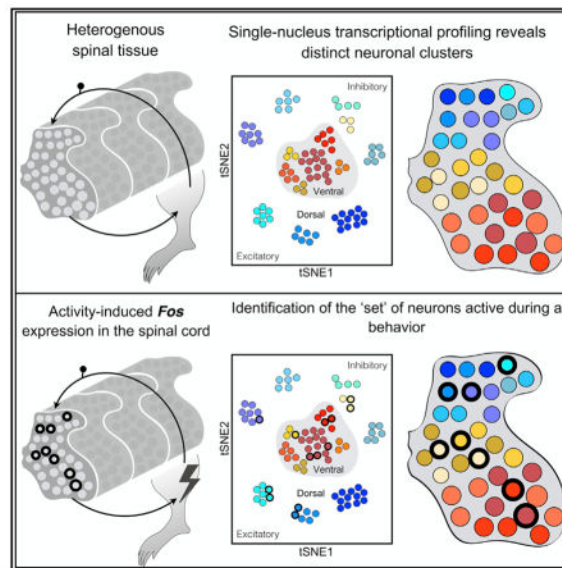 Heterogenous
spinal tissue
Single-nucleus transcriptional profiling reveals
distinct neuronal clusters
Inhibitory
tSNE2
Ventral
Dorsal
Excitatory
tSNE1
Activity-induced Fos
expression in the spinal cord
Identification of the 'set' of neurons active during a
behavior
Inhibitory
tSNE2
Ventral
Dorsal
Excitatory
tSNE1